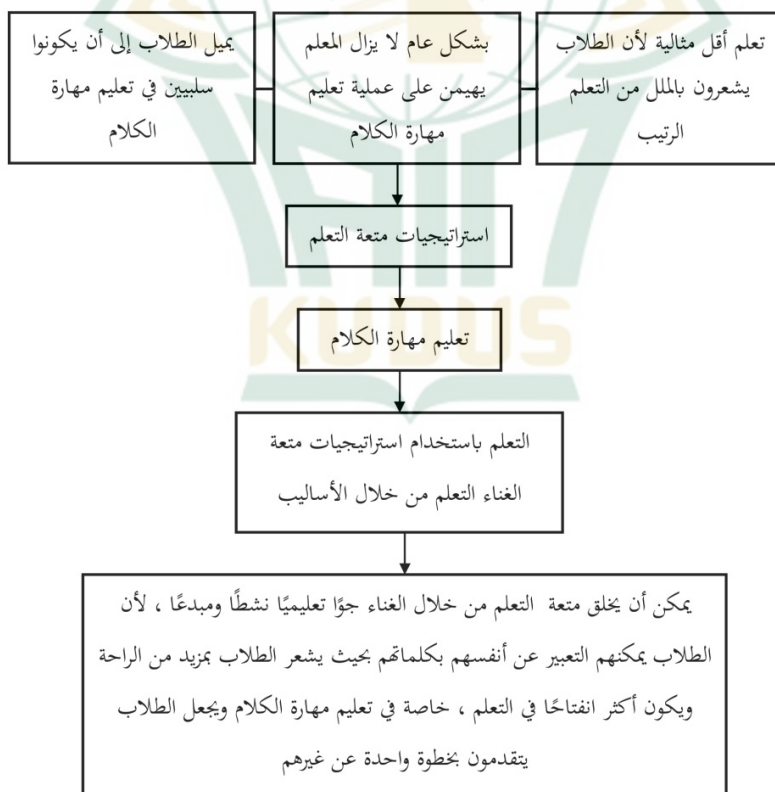 تعلم أقل مثالية لأن الطلاب
يشعرون بالملل من التعلم
الرتيب
بشكل عام لا يزال المعلم
يهيمن على عملية تعليم
مهارة الكلام
يميل الطلاب إلى أن يكونوا
سلبيين في تعليم مهارة
الكلام
استراتيجيات متعة التعلم
تعليم مهارة الكلام
KUDUS
التعلم باستخدام استراتيجيات متعة
الغناء التعلم من خلال الأساليب
يمكن أن يخلق متعة التعلم من خلال الغناء جوًا تعليميًا نشطًا ومبدعًا ، لأن
الطلاب يمكنهم التعبير عن أنفسهم بكلماتهم بحيث يشعر الطلاب بمزيد من الراحة
ويكون أكثر انفتاحًا في التعلم ، خاصة في تعليم مهارة الكلام ويجعل الطلاب
يتقدمون بخطوة واحدة عن غيرهم